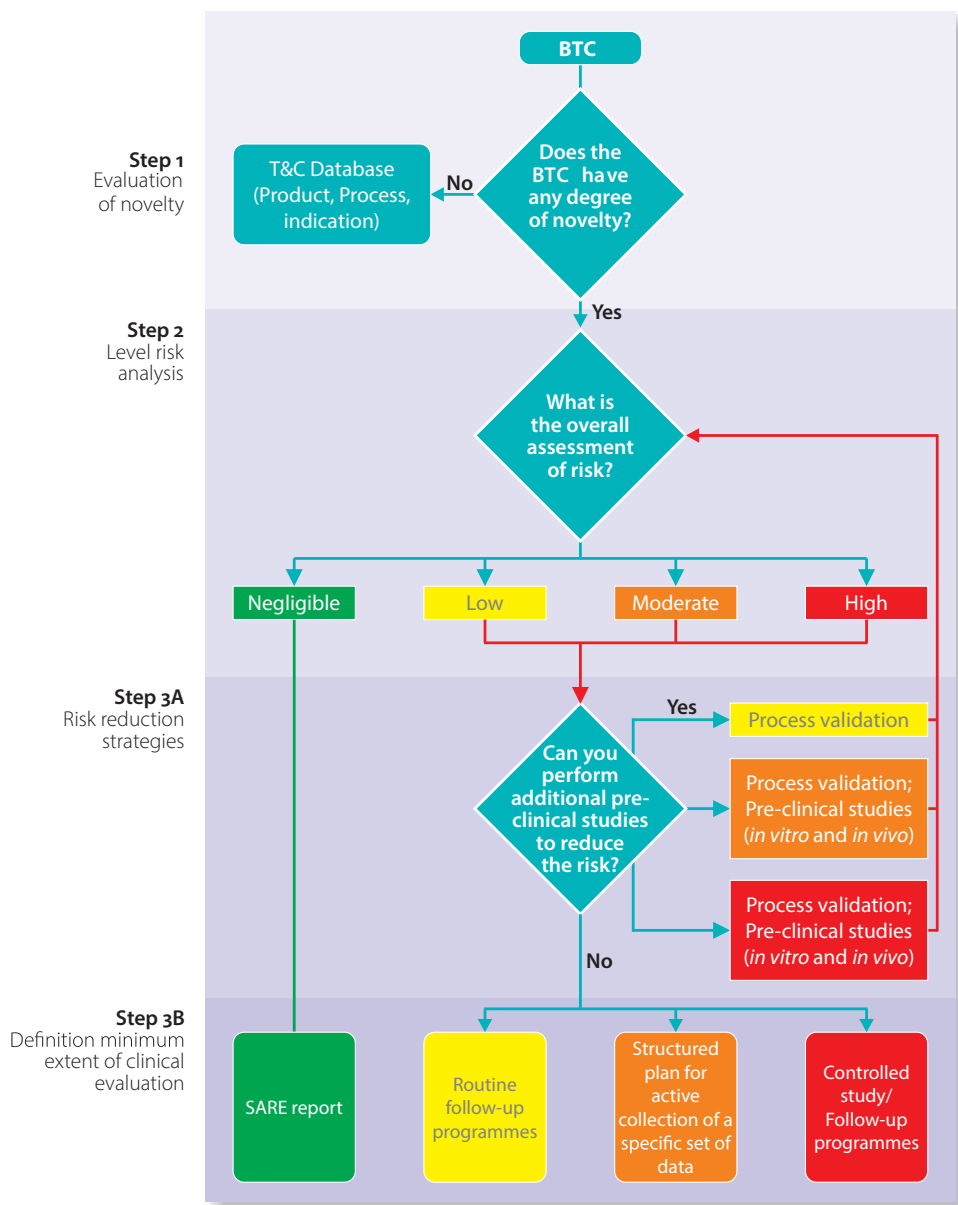 BTC
Step 1
Evaluation
of novelty
T&C Database
(Product, Process,
indication)
No
Does the
BTC have
any degree
of novelty?
Yes
Step 2
Level risk
analysis
What is
the overall
assessment
of risk?
Negligible
Low
Moderate
High
Step 3A
Risk reduction
strategies
Can you
perform
additional pre-
clinical studies
to reduce
the risk?
Yes
Process validation
Process validation;
Pre-clinical studies
(in vitro and in vivo)
Process validation;
Pre-clinical studies
(in vitro and in vivo)
No
Step 3B
Definition minimum
extent of clinical
evaluation
SARE report
Routine
follow-up
programmes
Structured
plan for
active
collection of a
specific set of
data
Controlled
study/
Follow-up
programmes